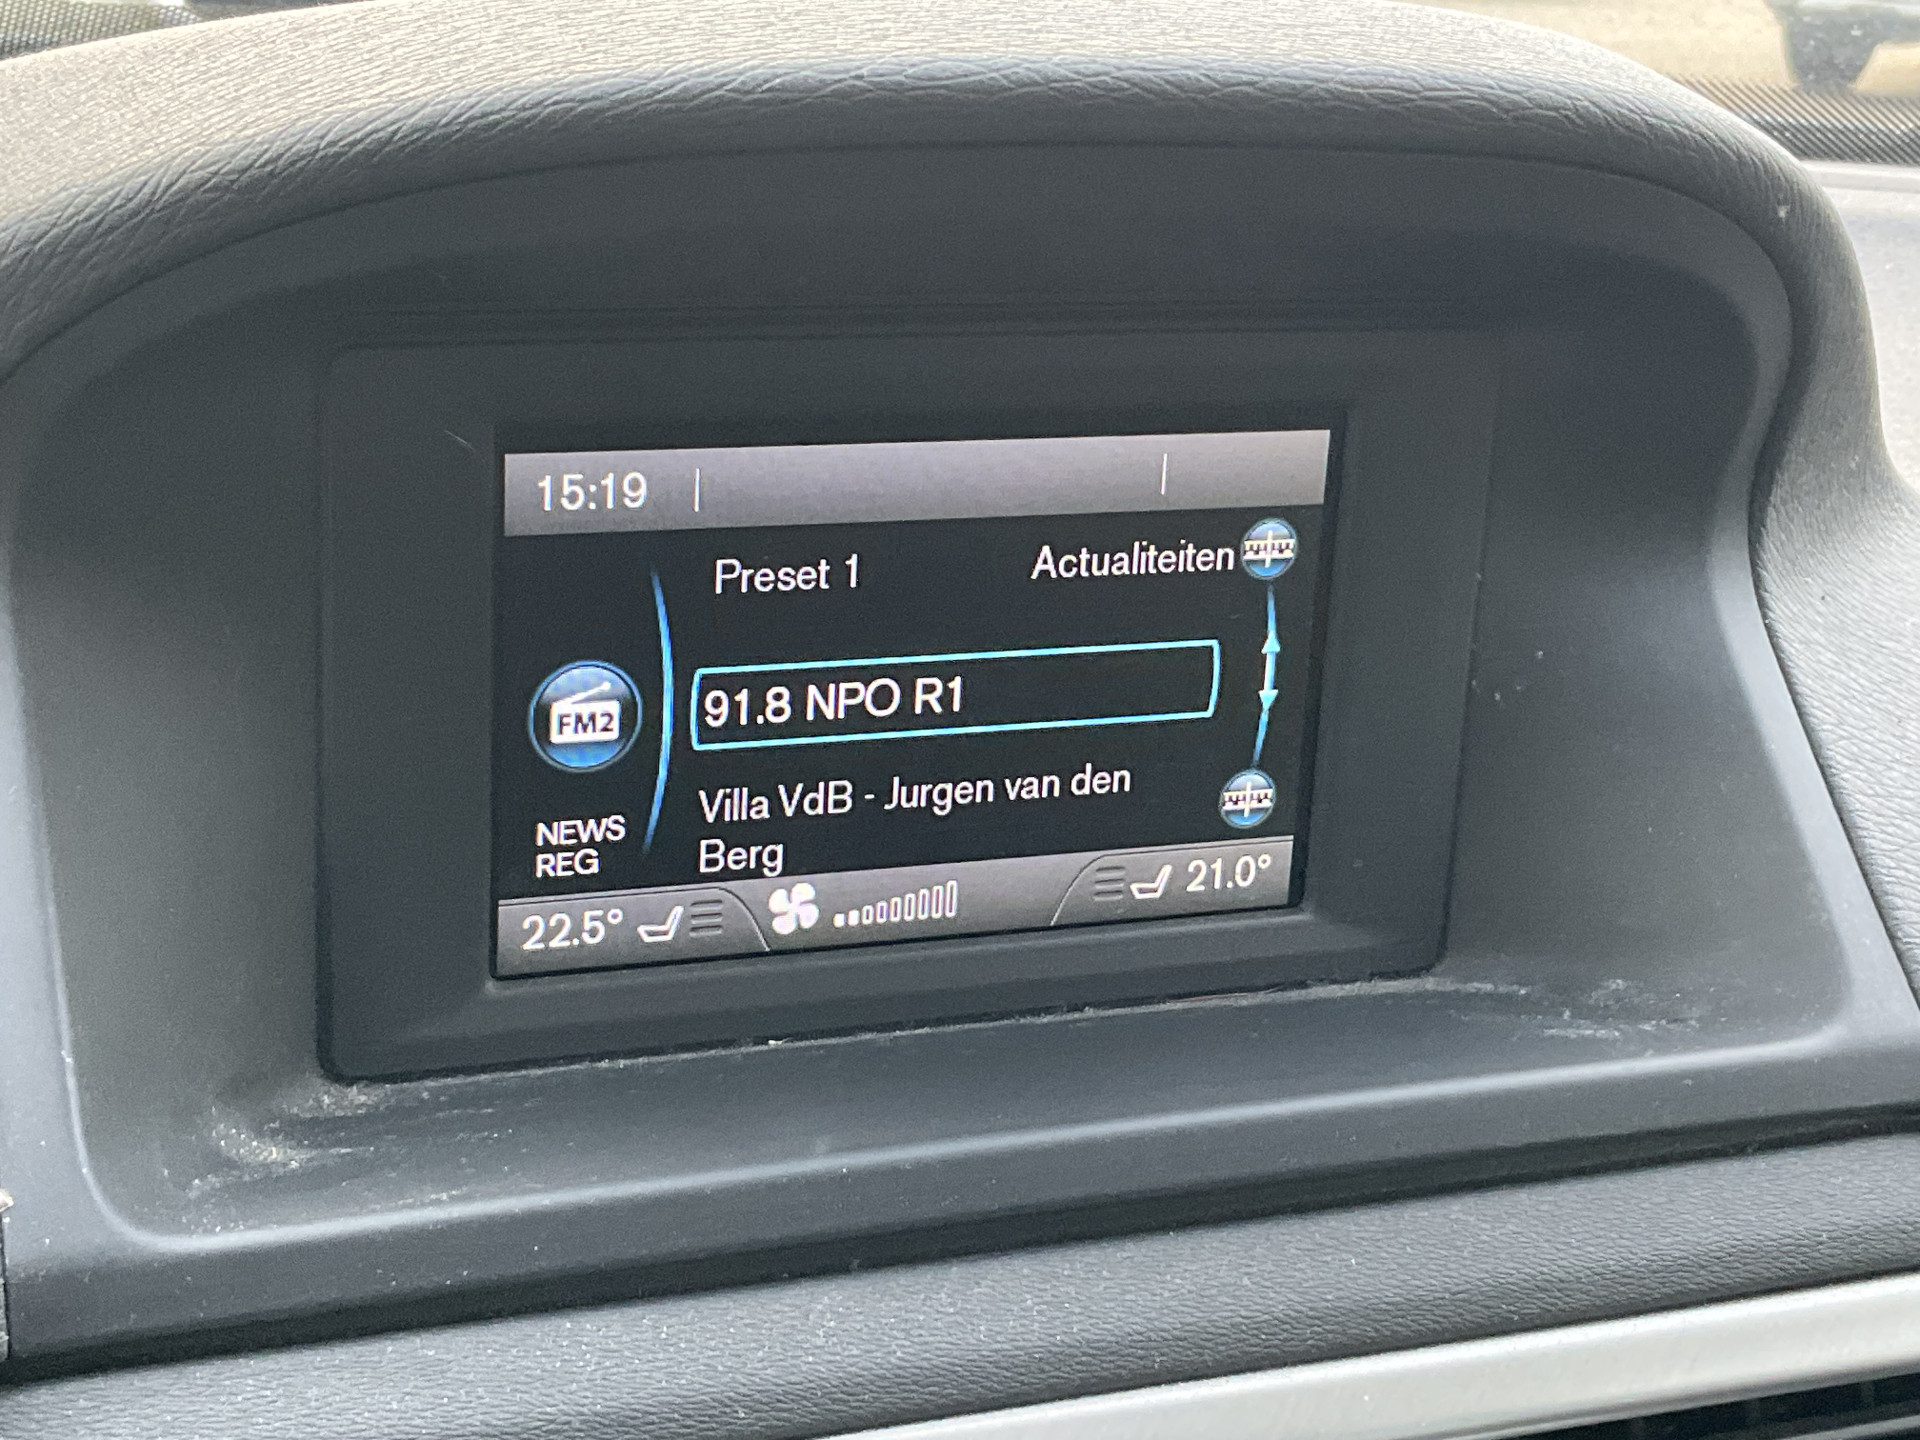 15:19
Preset 1 Actualiteiten
91.8 NPO R1
FM2
Villa VdB - Jurgen van den
Berg
NEWS
REG
22.5° 21.0°